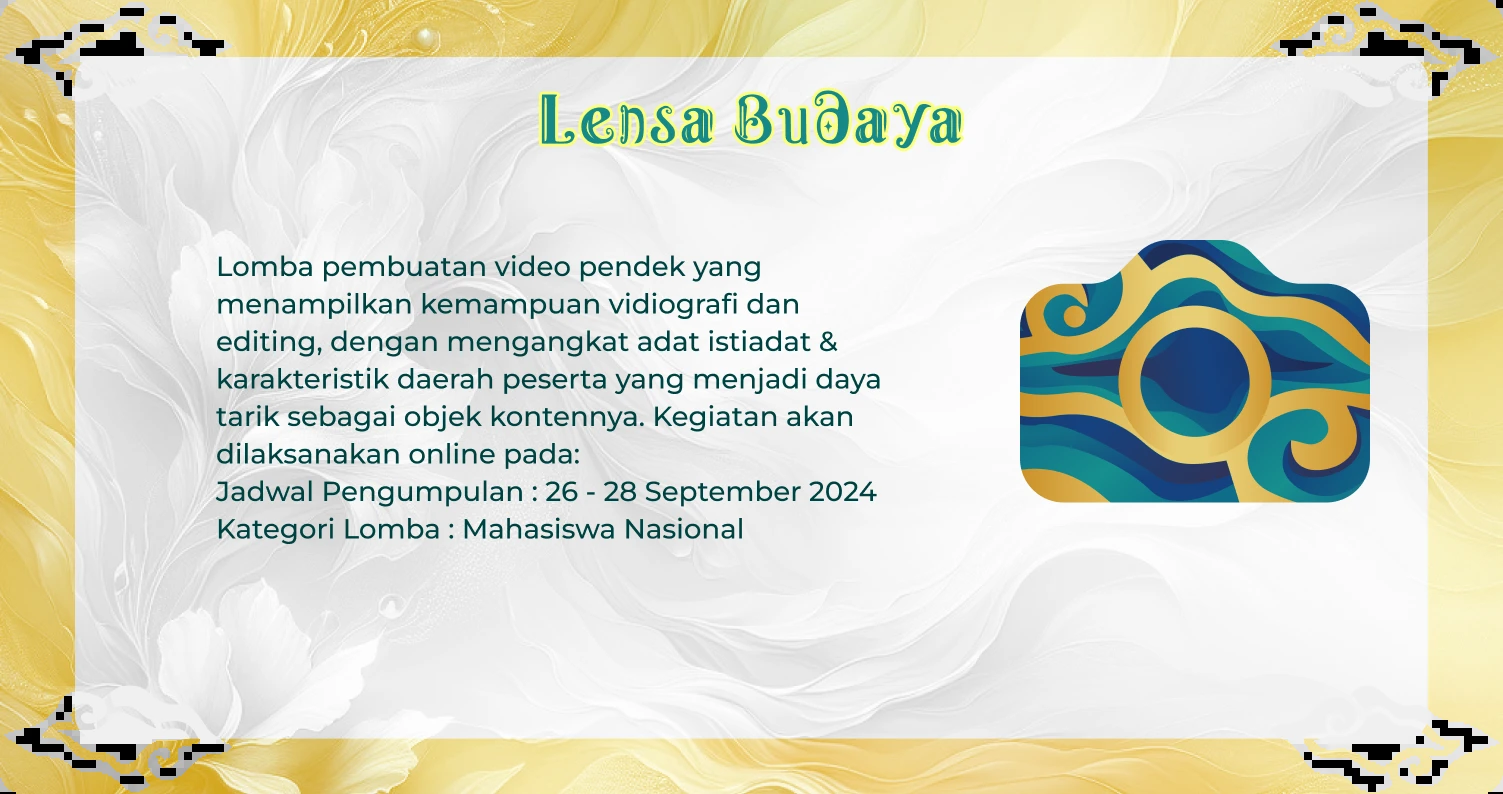 Lensa Budaya
Lomba pembuatan video pendek yang
menampilkan kemampuan vidiografi dan
editing, dengan mengangkat adat istiadat &
karakteristik daerah peserta yang menjadi daya
tarik sebagai objek kontennya. Kegiatan akan
dilaksanakan online pada:
Jadwal Pengumpulan : 26 - 28 September 2024
Kategori Lomba : Mahasiswa Nasional